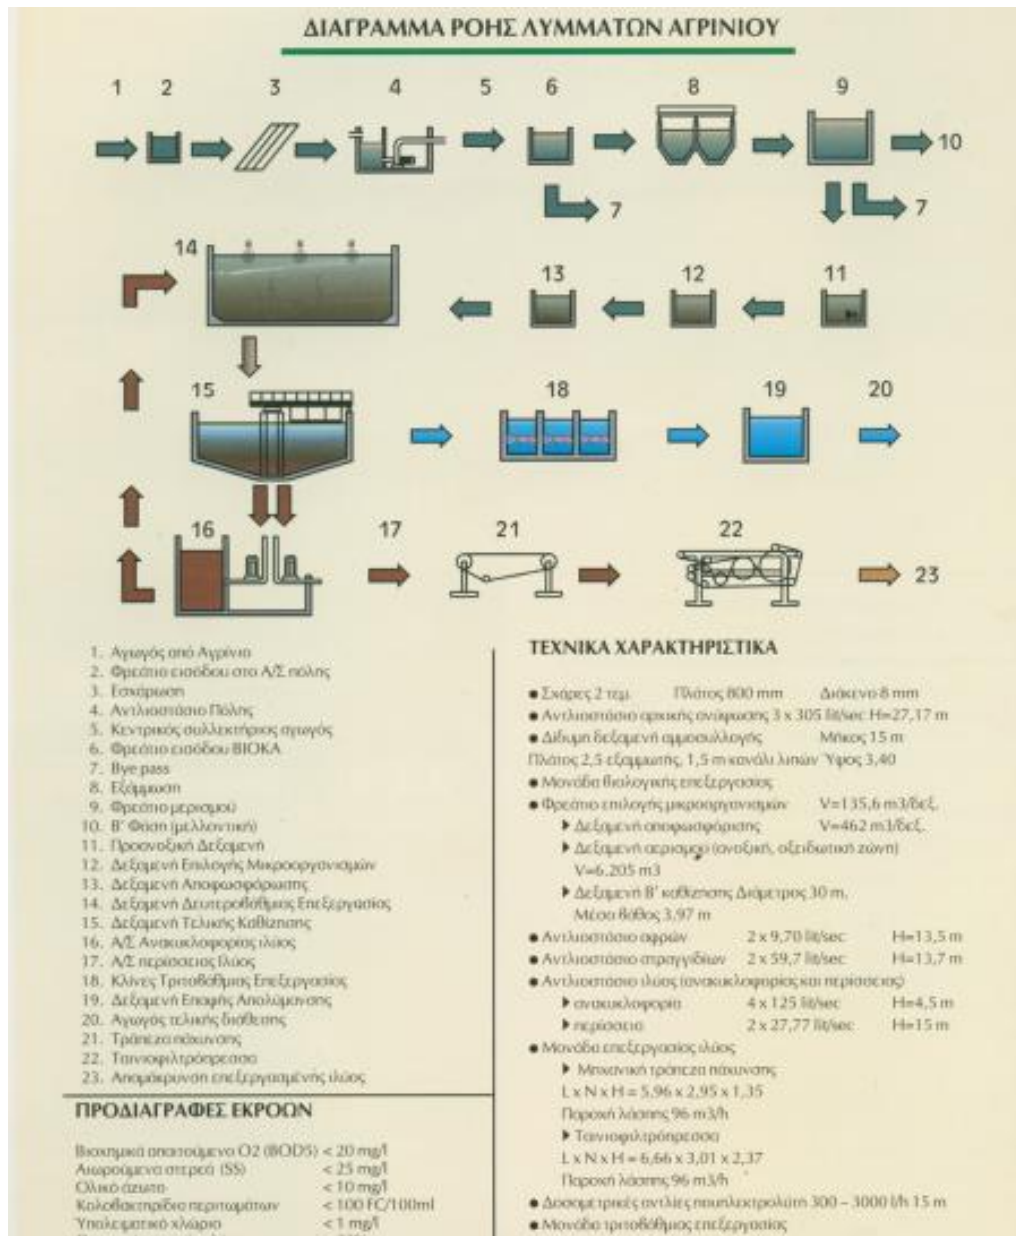 ΔΙΑΓΡΑΜΜΑ ΡΟΗΣ ΛΥΜΜΑΤΩΝ ΑΓΡΙΝΙΟΥ
1 2 3 4 5 6 8 9
10
7 7
14 13 12 11
15 18 19 20
16 17 21 22
23
1. Αγωγός από Αγρίνιο
2. Φρεάτιο εισόδου στο Α/Σ πόλης
3. Εσχάρωση
4. Αντλιοστάσιο Πόλης
5. Κεντρικός συλλεκτήριος αγωγός
6. Φρεάτιο εισόδου ΒΙΟΚΑ
7. Bye pass
8. Εξάμμωση
9. Φρεάτιο μερισμού
10. Β' Φάση (μελλοντική)
11. Προανοξική Δεξαμενή
12. Δεξαμενή Επιλογής Μικροοργανισμών
13. Δεξαμενή Αποφωσφόρωσης
14. Δεξαμενή Δευτεροβάθμιας Επεξεργασίας
15. Δεξαμενή Τελικής Καθίζησης
16. Α/Σ Ανακυκλοφορίας ιλύος
17. Α/Σ περίσσειας Ιλύος
18. Κλίνες Τριτοβάθμιας Επεξεργασίας
19. Δεξαμενή Επαφής Απολύμανσης
20. Αγωγός τελικής διάθεσης
21. Τράπεζα πάχυνσης
22. Ταινιοφιλτρόπρεσσα
23. Απομάκρυνση επεξεργασμένής ιλύος
ΠΡΟΔΙΑΓΡΑΦΕΣ ΕΚΡΟΩΝ
Βιοχημικά απαιτούμενο Ο2 (BOD5) < 20 mg/l
Αιωρούμενα στερεά (SS) < 25 mg/l
Ολικό άζωτο < 10 mg/l
Κολοβακτηρίδια περιτωμάτων < 100 FC/100ml
Υπολειματικό χλώριο < 1 mg/l
ΤΕΧΝΙΚΑ ΧΑΡΑΚΤΗΡΙΣΤΙΚΑ
● Σχάρες 2 τεμ. Πλάτος 800 mm Διάκενο 8 mm
● Αντλιοστάσιο αρχικής ανύψωσης 3 x 305 lit/sec H=27,17 m
● Δίδυμη δεξαμενή αμμοσυλλογής Μήκος 15 m
Πλάτος 2,5 εξαμμωτής, 1,5 m κανάλι λιπών Ύψος 3,40
● Μονάδα βιολογικής επεξεργασίας
● Φρεάτιο επιλογής μικροοργανισμών V=135,6 m3/δεξ.
▶ Δεξαμενή αποφωσφόρισης V=462 m3/δεξ.
▶ Δεξαμενή αερισμού (ανοξική, οξειδωτική ζώνη)
V=6.205 m3
▶ Δεξαμενή Β' καθίζησης Διάμετρος 30 m,
Μέσο βάθος 3,97 m
● Αντλιοστάσιο αφρών 2 x 9,70 lit/sec H=13,5 m
● Αντλιοστάσιο στραγγιδίων 2 x 59,7 lit/sec H=13,7 m
● Αντλιοστάσιο ιλύος (ανακυκλοφορίας και περίσσειας)
▶ ανακυκλοφορία 4 x 125 lit/sec H=4,5 m
▶ περίσσεια 2 x 27,77 lit/sec H=15 m
● Μονάδα επεξεργασίας ιλύος
▶ Μηχανική τράπεζα πάχυνσης
L x N x H = 5,96 x 2,95 x 1,35
Παροχή λάσπης 96 m3/h
▶ Ταινιοφιλτρόπρεσσα
L x N x H = 6,66 x 3,01 x 2,37
Παροχή λάσπης 96 m3/h
● Δοσομετρικές αντλίες πουηλεκτρολύτη 300 – 3000 l/h 15 m
● Μονάδα τριτοβάθμιας επεξεργασίας